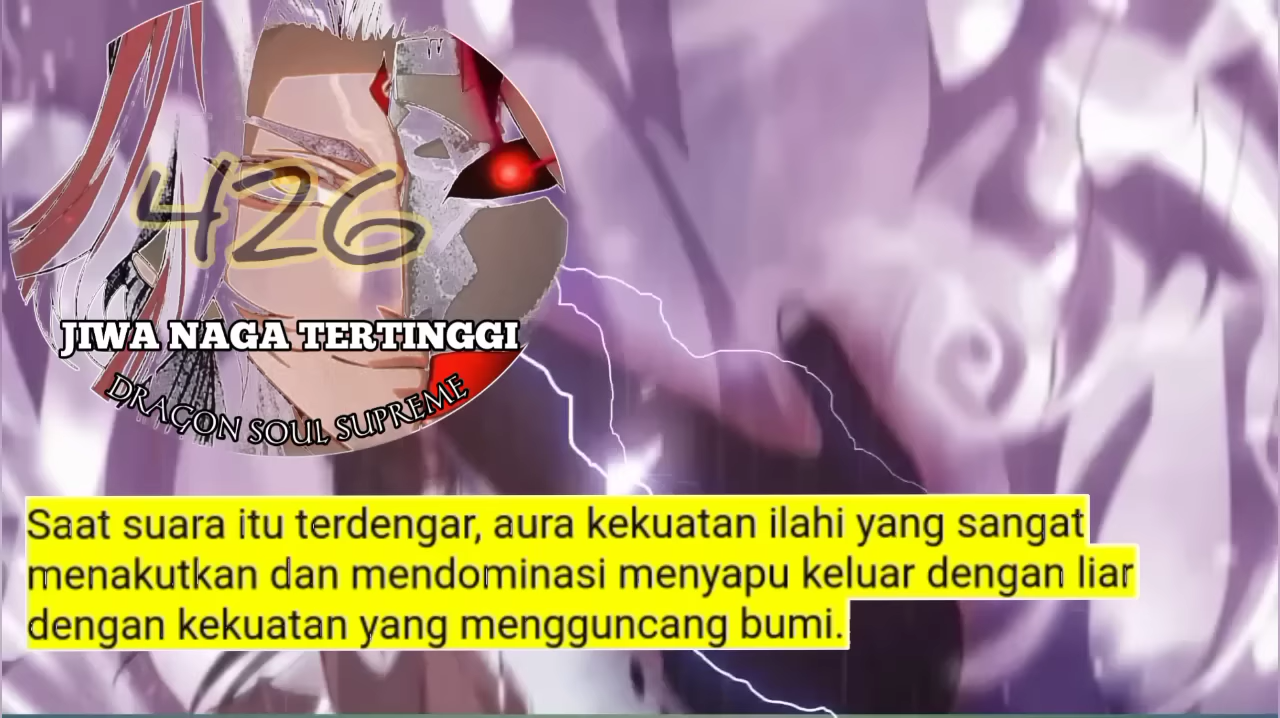 426
JIWA NAGA TERTINGGI
DRAGON SOUL SUPREME
Saat suara itu terdengar, aura kekuatan ilahi yang sangat
menakutkan dan mendominasi menyapu keluar dengan liar
dengan kekuatan yang mengguncang bumi.